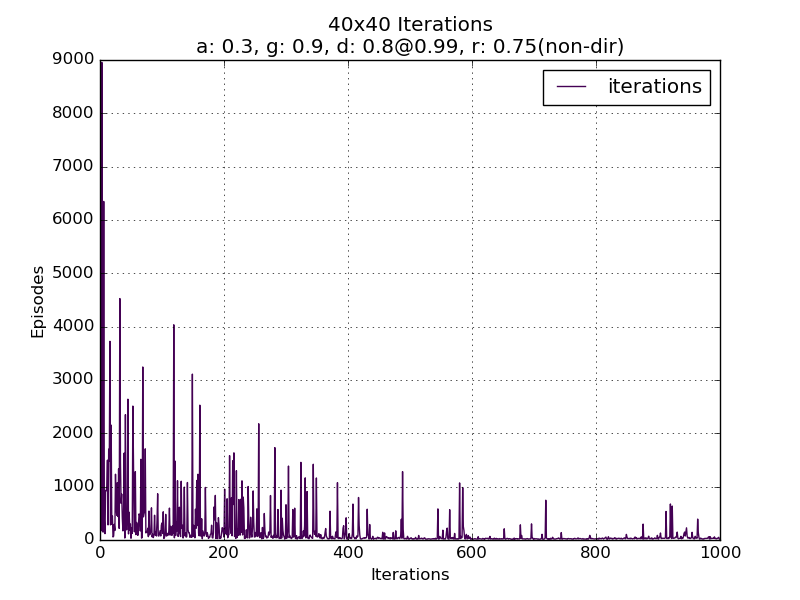 40x40 Iterations
a: 0.3, g: 0.9, d: 0.8@0.99, r: 0.75(non-dir)
iterations
9000
8000
7000
6000
5000
4000
3000
2000
1000
0
Episodes
0 200 400 600 800 1000
Iterations